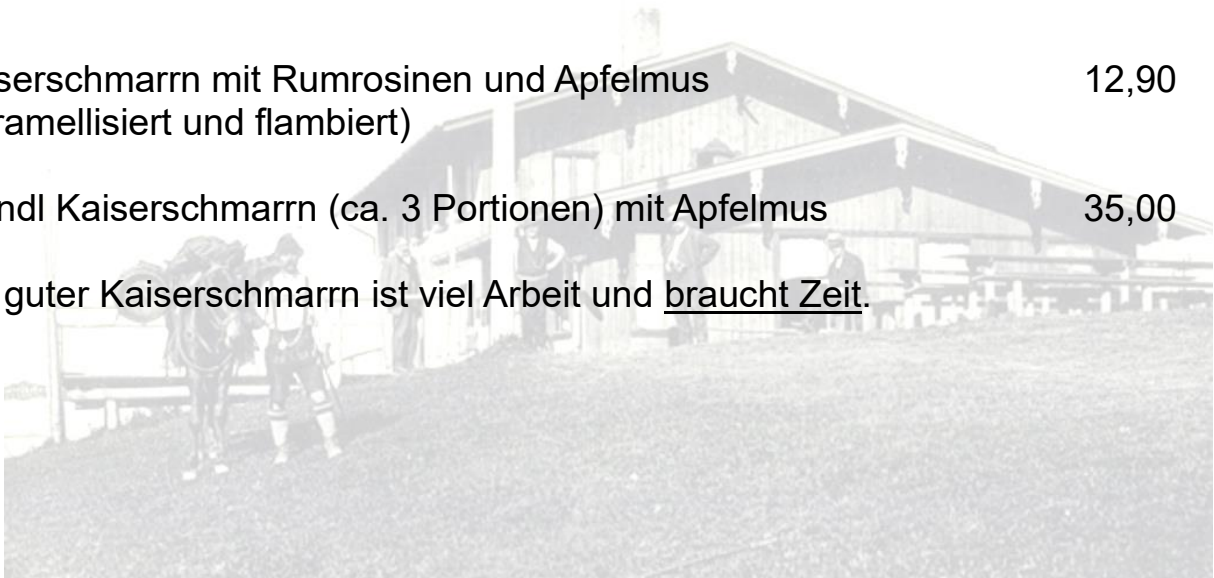 serschmarrn mit Rumrosinen und Apfelmus 12,90
ramellisiert und flambiert)
ndl Kaiserschmarrn (ca. 3 Portionen) mit Apfelmus 35,00
guter Kaiserschmarrn ist viel Arbeit und braucht Zeit.